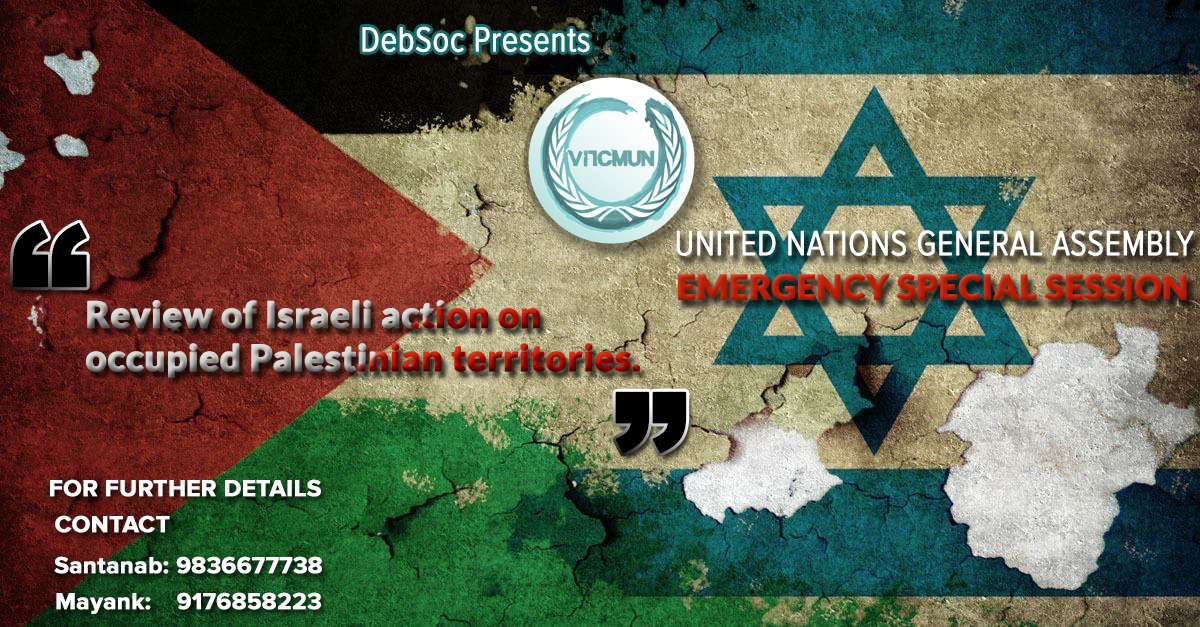 DebSoc Presents
VITCMUN
UNITED NATIONS GENERAL ASSEMBLY
EMERGENCY SPECIAL SESSION
“
Review of Israeli action on
occupied Palestinian territories.
”
FOR FURTHER DETAILS
CONTACT
Santanab: 9836677738
Mayank: 9176858223